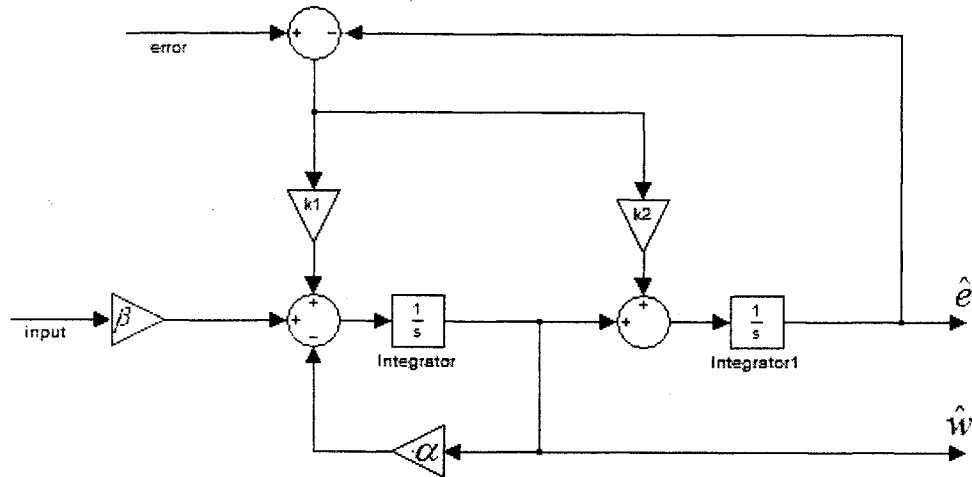 + −
error
k1
k2
+
+
β
+
−
input
1
s
Integrator
+
1
s
Integrator1
ê
α
ŵ